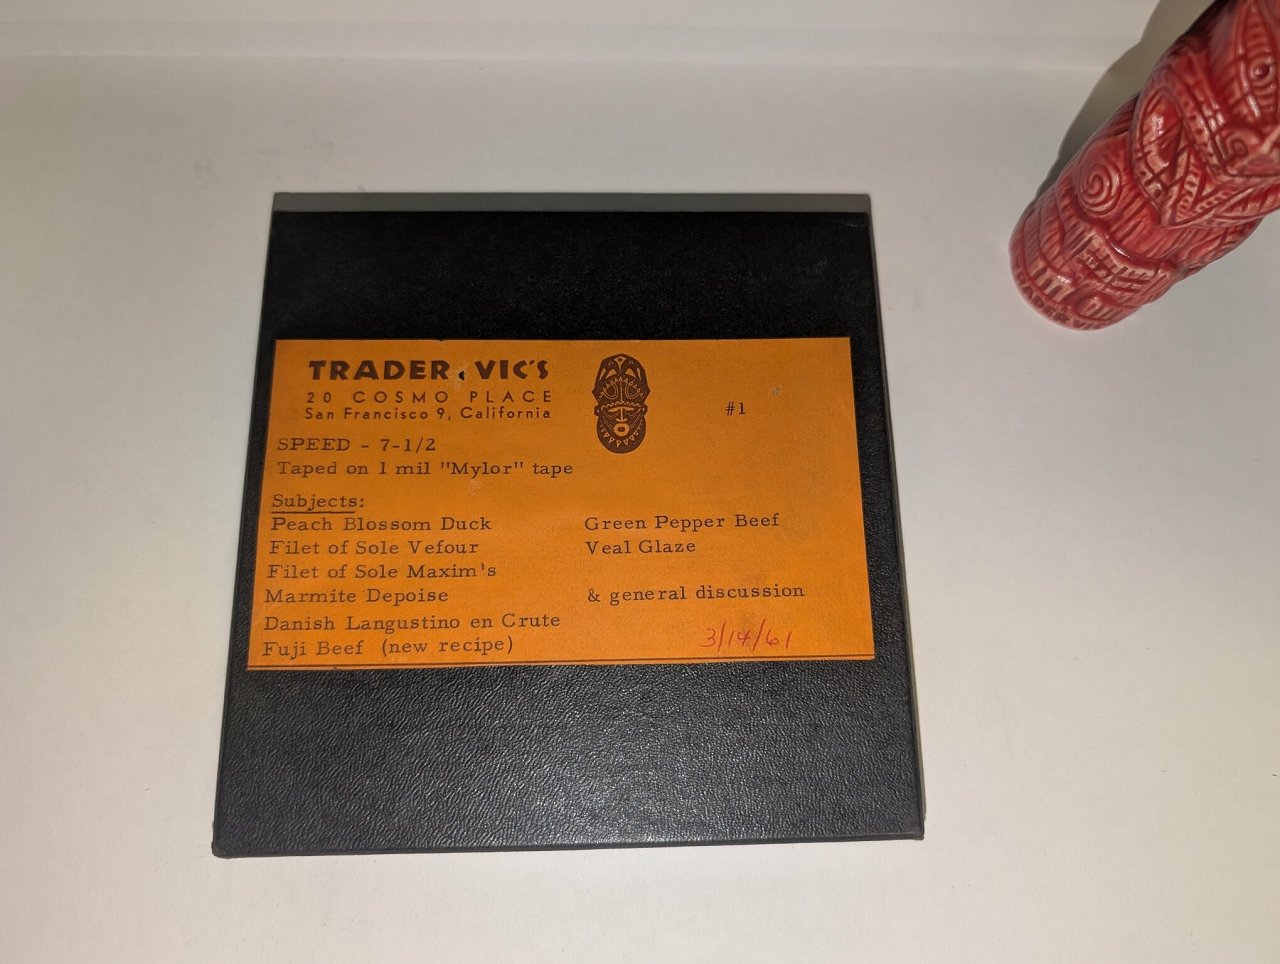 TRADER VIC'S
20 COSMO PLACE
San Francisco 9, California
#1
SPEED - 7-1/2
Taped on 1 mil "Mylor" tape
Subjects:
Peach Blossom Duck
Filet of Sole Vefour
Filet of Sole Maxim's
Marmite Depoise
Danish Langustino en Crute
Fuji Beef (new recipe)
Green Pepper Beef
Veal Glaze
& general discussion
3/14/61
TRADER VIC